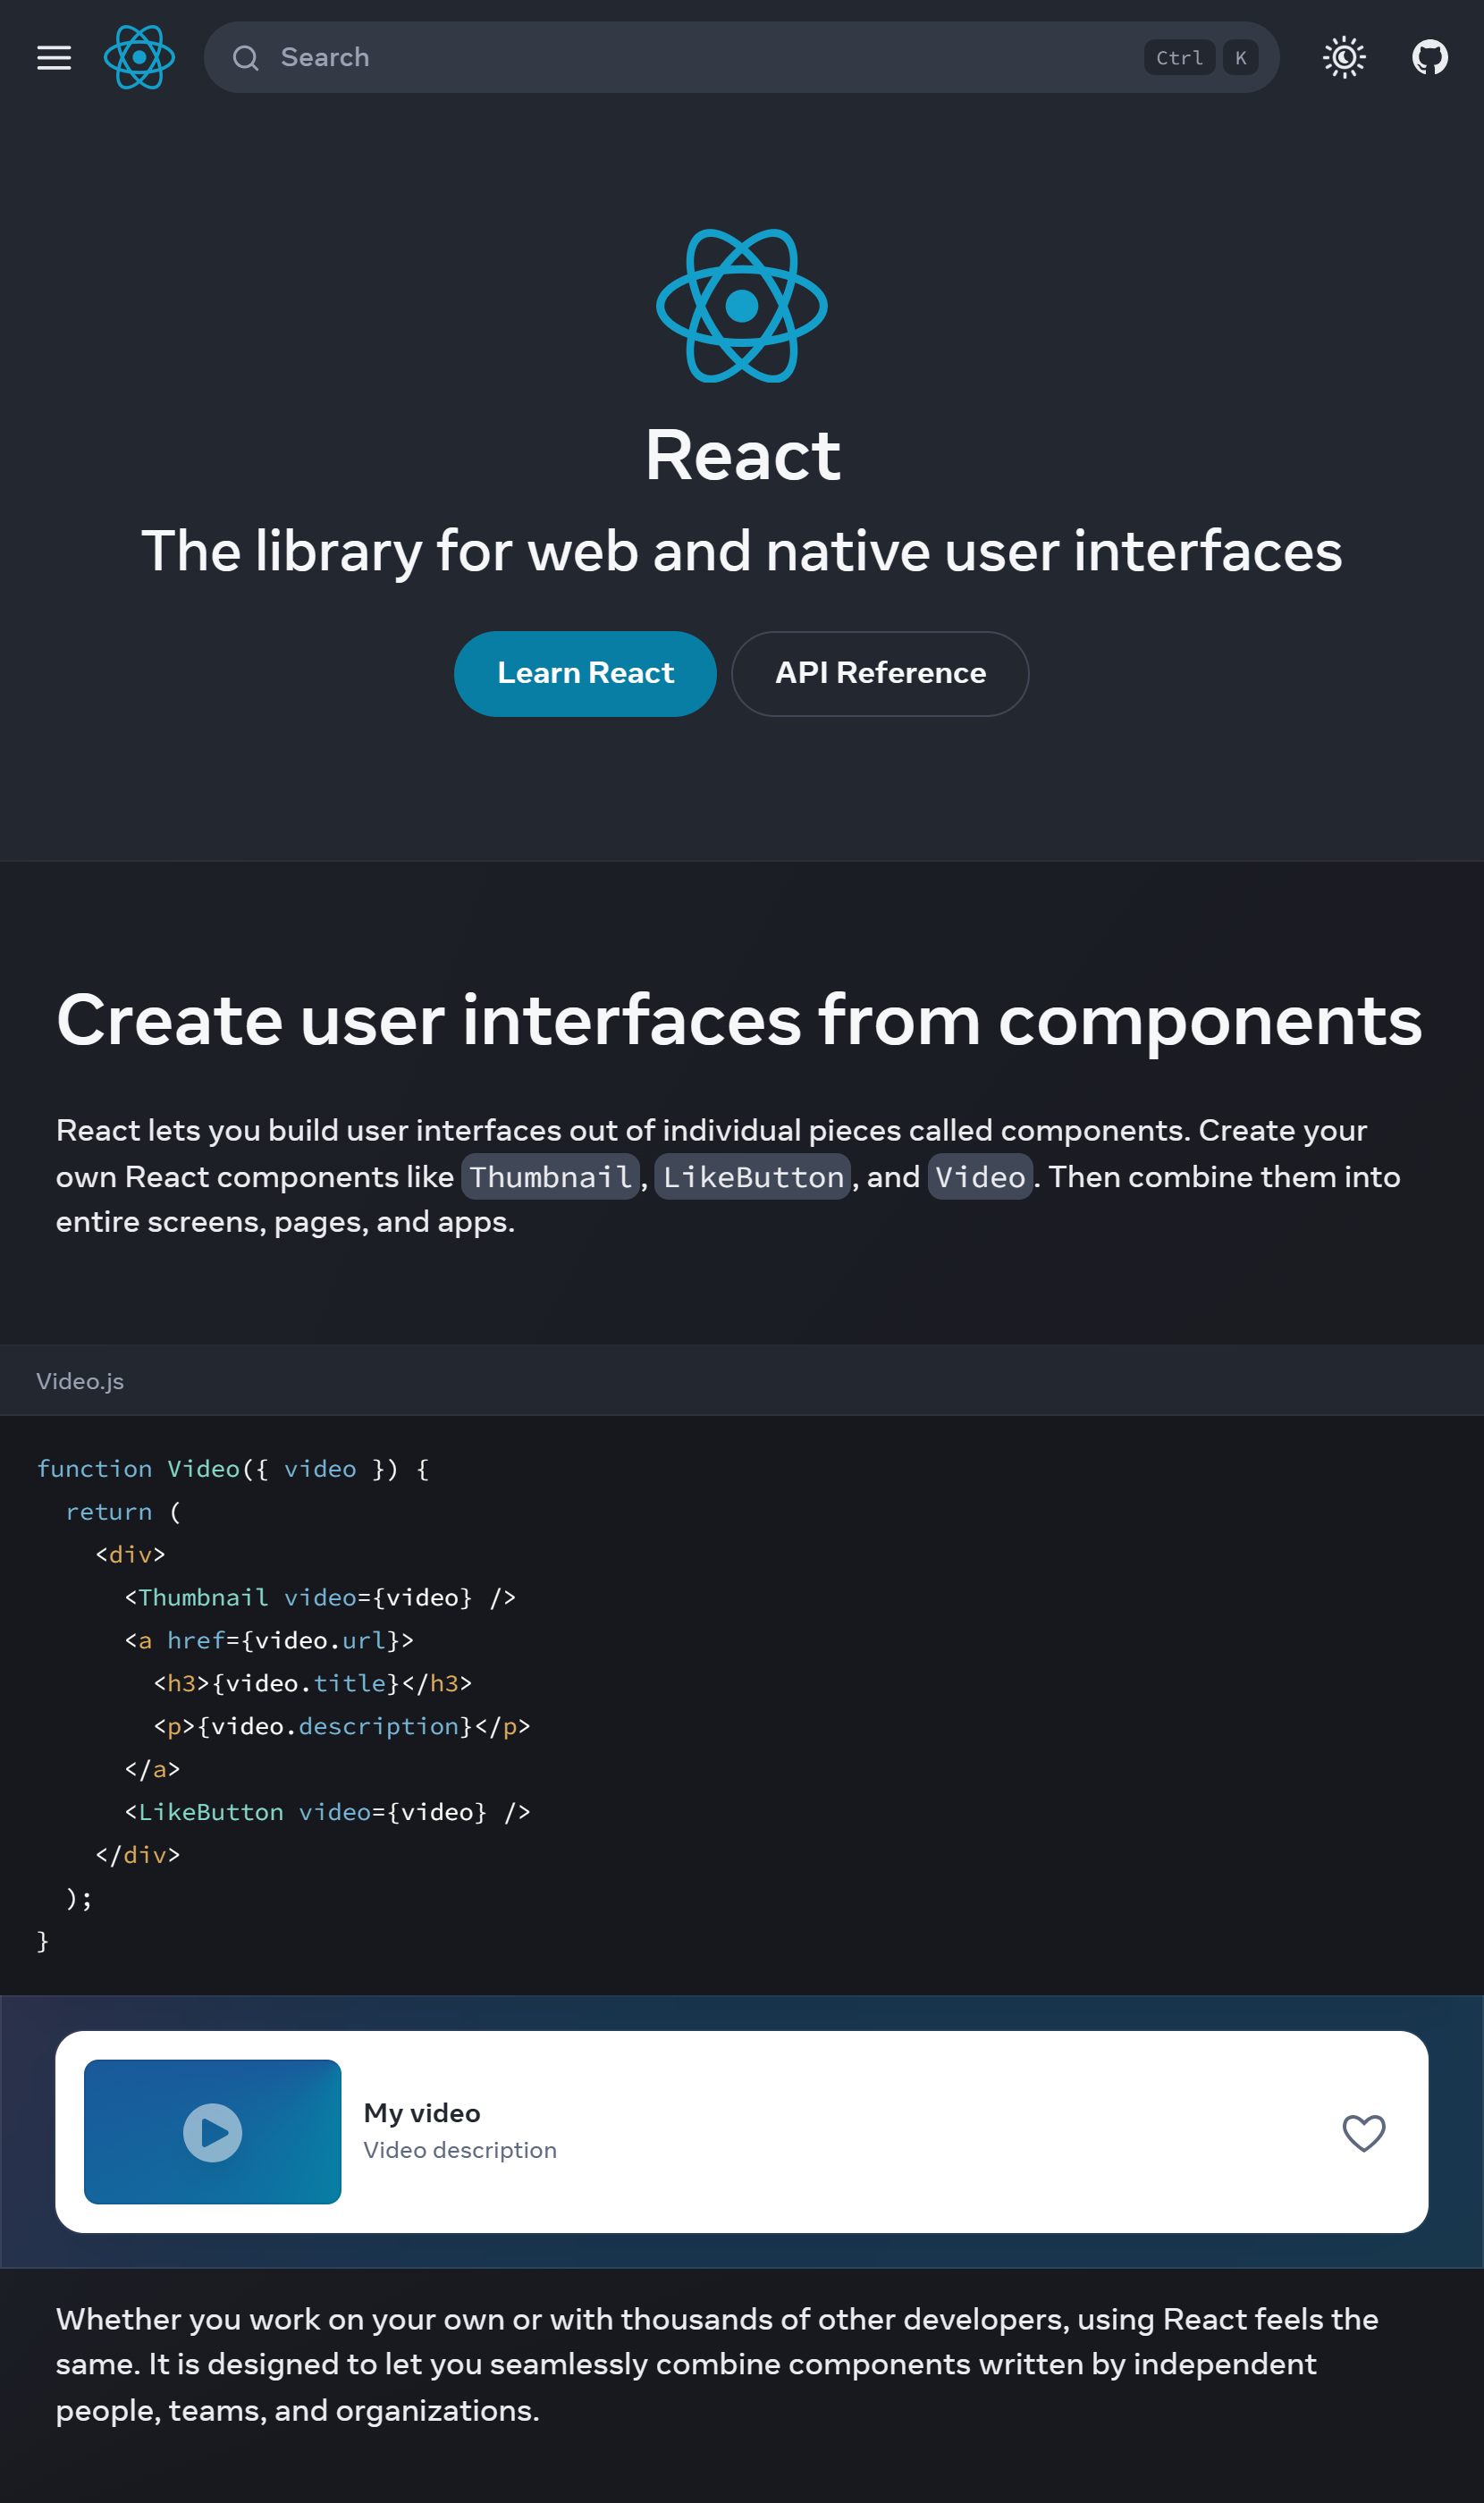 Search
Ctrl K
React
The library for web and native user interfaces
Learn React
API Reference
Create user interfaces from components
React lets you build user interfaces out of individual pieces called components. Create your
own React components like Thumbnail, LikeButton, and Video. Then combine them into
entire screens, pages, and apps.
Video.js
function Video({ video }) {
  return (
    <div>
      <Thumbnail video={video} />
      <a href={video.url}>
        <h3>{video.title}</h3>
        <p>{video.description}</p>
      </a>
      <LikeButton video={video} />
    </div>
  );
}
My video
Video description
Whether you work on your own or with thousands of other developers, using React feels the
same. It is designed to let you seamlessly combine components written by independent
people, teams, and organizations.